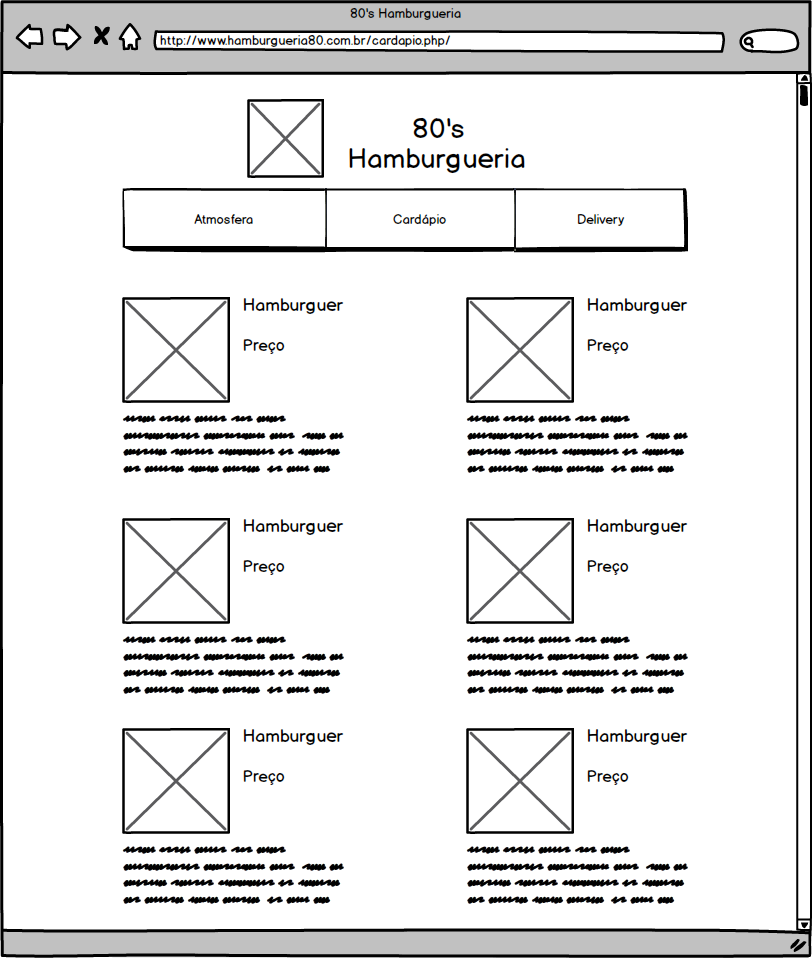 80's Hamburgueria
http://www.hamburgueria80.com.br/cardapio.php/
80's
Hamburgueria
Atmosfera
Cardápio
Delivery
Hamburguer
Preço
Hamburguer
Preço
Hamburguer
Preço
Hamburguer
Preço
Hamburguer
Preço
Hamburguer
Preço